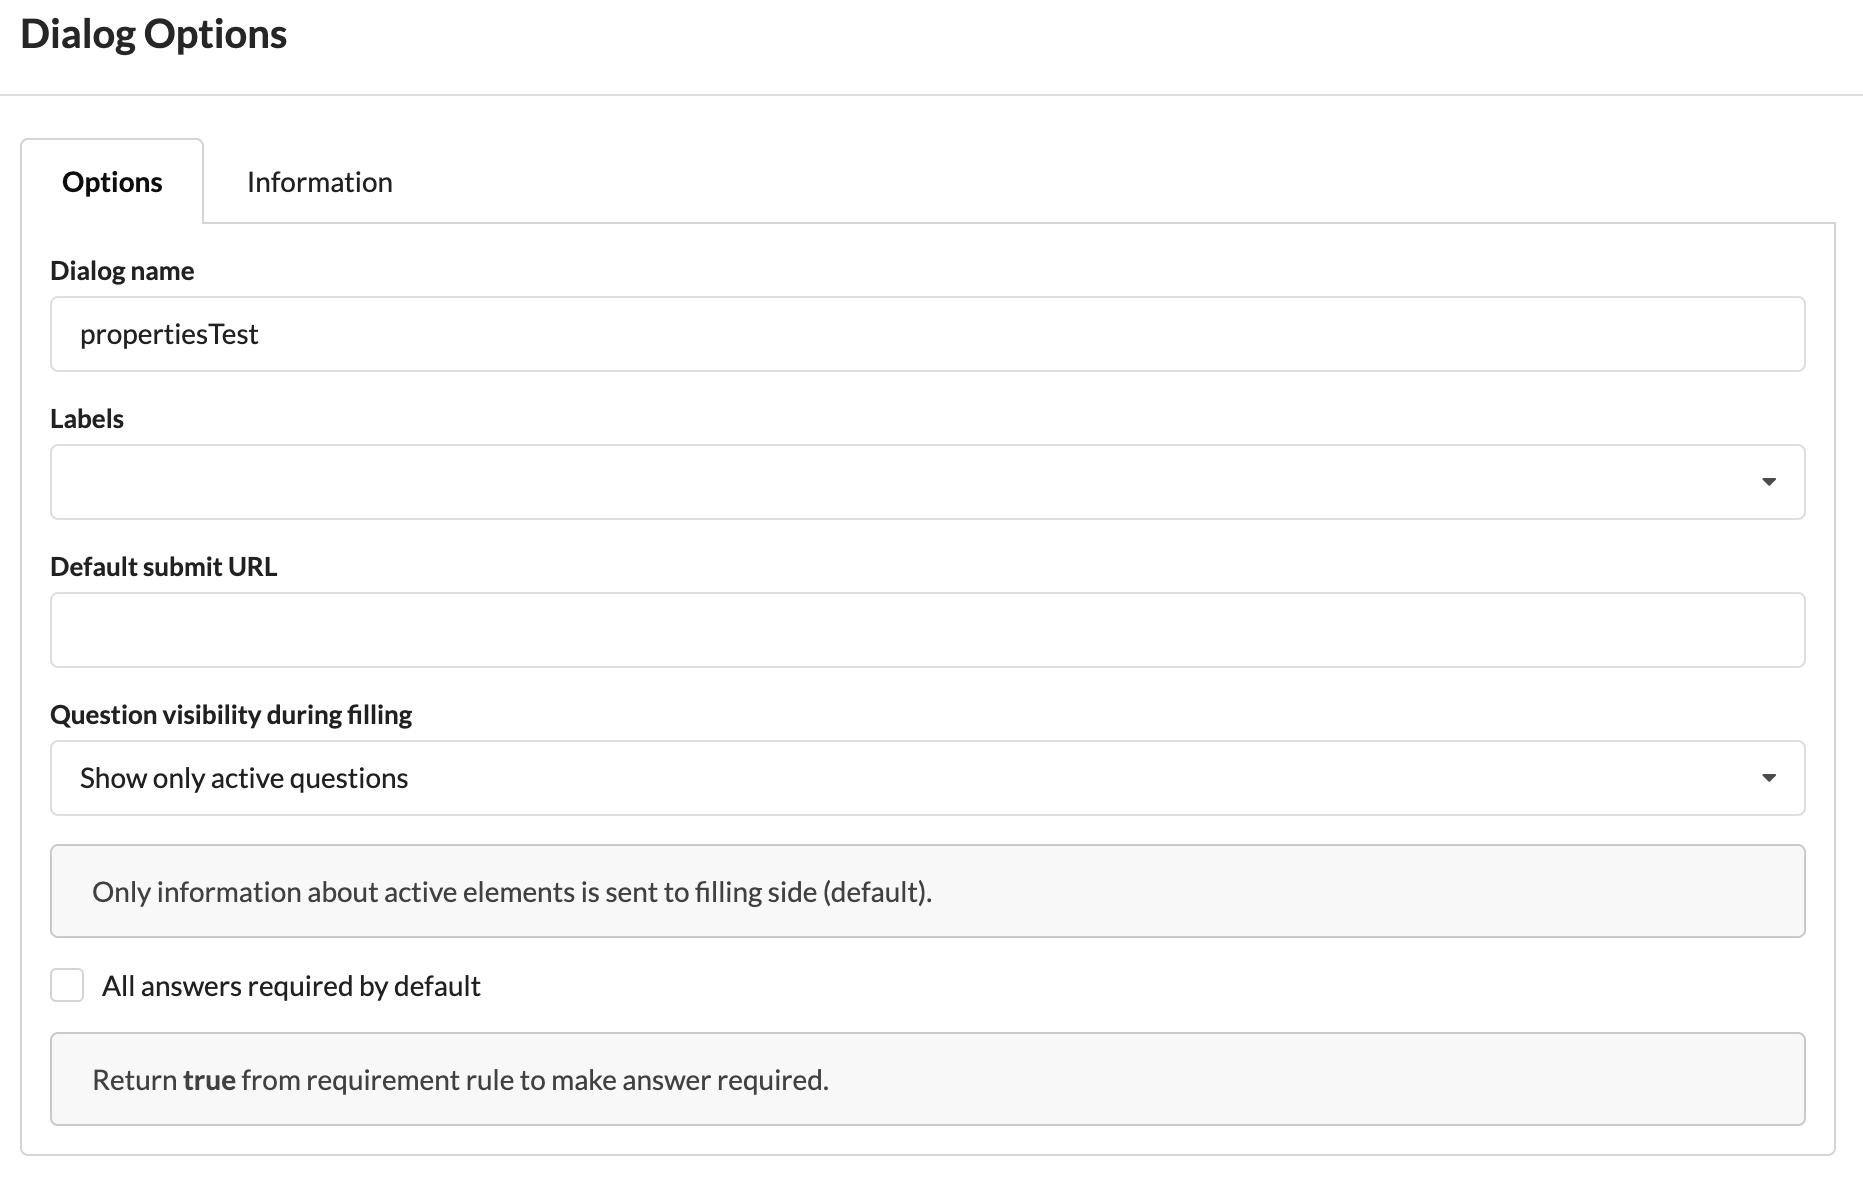 Dialog Options
Options Information
Dialog name
propertiesTest
Labels
Default submit URL
Question visibility during filling
Show only active questions
Only information about active elements is sent to filling side (default).
All answers required by default
Return true from requirement rule to make answer required.